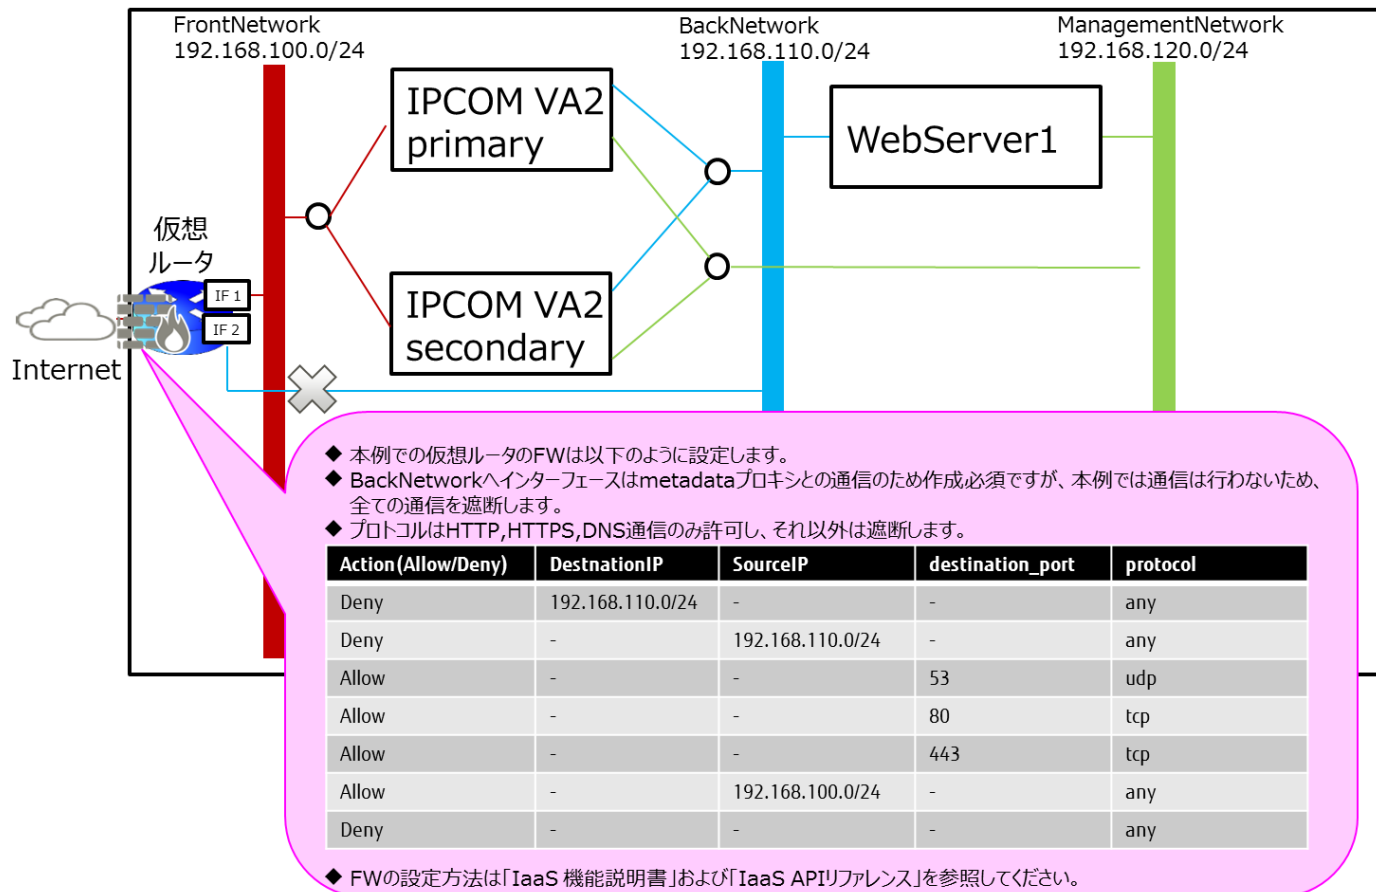 FrontNetwork
192.168.100.0/24
BackNetwork
192.168.110.0/24
ManagementNetwork
192.168.120.0/24
IPCOM VA2
primary
WebServer1
仮想
ルータ
IF 1
IF 2
IPCOM VA2
secondary
Internet
◆ 本例での仮想ルータのFWは以下のように設定します。
◆ BackNetworkへインターフェースはmetadataプロキシとの通信のため作成必須ですが、本例では通信は行わないため、
全ての通信を遮断します。
◆ プロトコルはHTTP,HTTPS,DNS通信のみ許可し、それ以外は遮断します。
Action(Allow/Deny) DestnationIP SourceIP destination_port protocol
Deny 192.168.110.0/24 - - any
Deny - 192.168.110.0/24 - any
Allow - - 53 udp
Allow - - 80 tcp
Allow - - 443 tcp
Allow - 192.168.100.0/24 - any
Deny - - - any
◆ FWの設定方法は「IaaS 機能説明書」および「IaaS APIリファレンス」を参照してください。